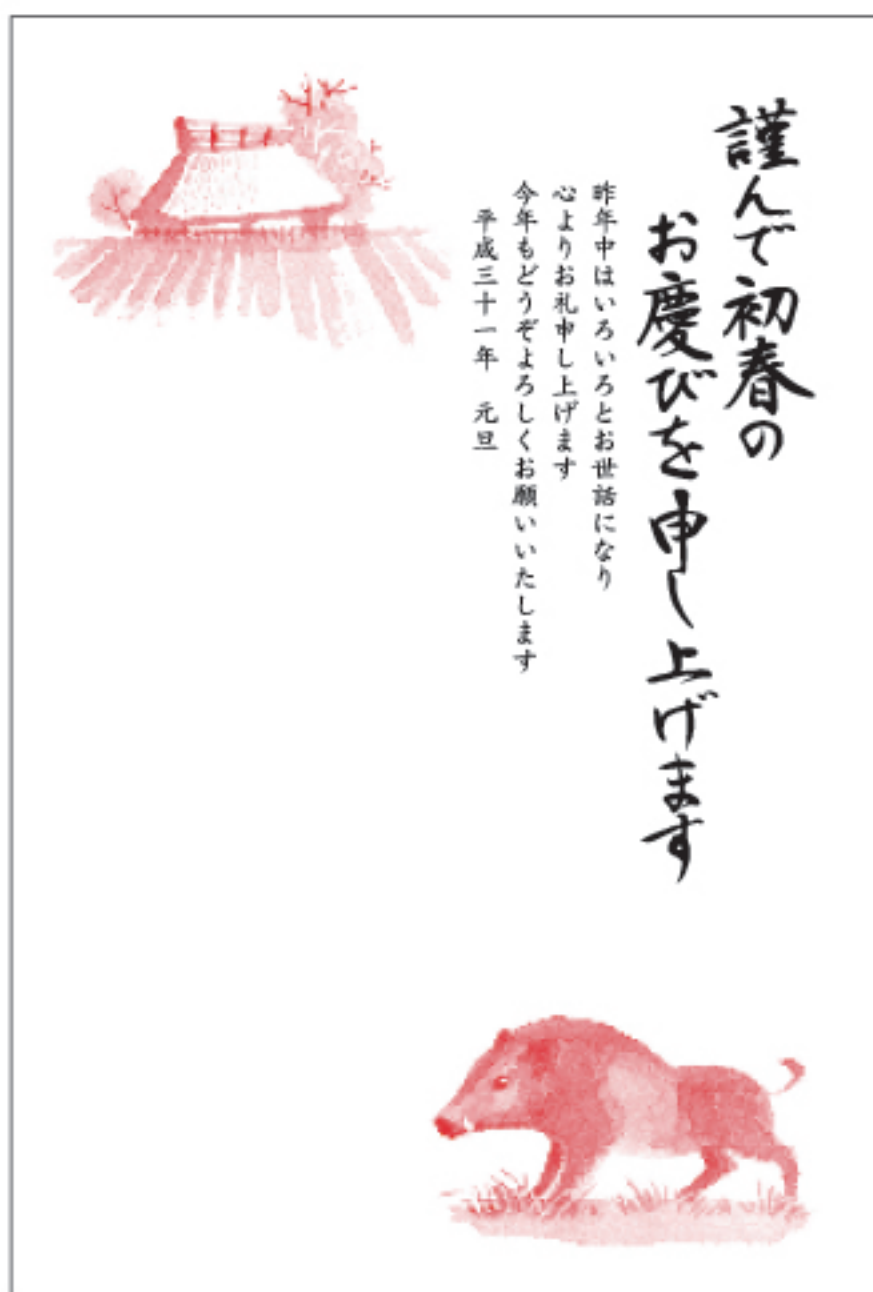 謹んで初春の
お慶びを申し上げます
昨年中はいろいろとお世話になり
心よりお礼申し上げます
今年もどうぞよろしくお願いいたします
平成三十一年　元旦